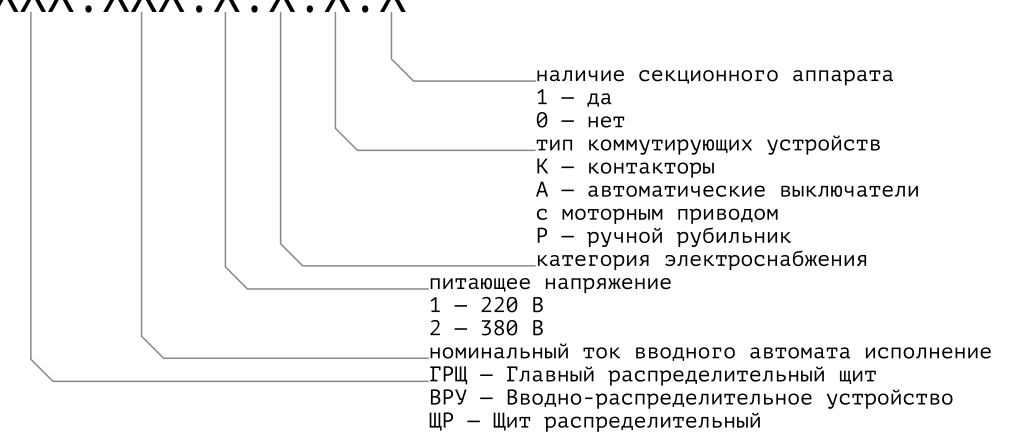 XXX.XXX.X.X.X.X
наличие секционного аппарата
1 — да
0 — нет
тип коммутирующих устройств
К — контакторы
А — автоматические выключатели
с моторным приводом
Р — ручной рубильник
категория электроснабжения
питающее напряжение
1 — 220 В
2 — 380 В
номинальный ток вводного автомата исполнение
ГРЩ — Главный распределительный щит
ВРУ — Вводно-распределительное устройство
ЩР — Щит распределительный